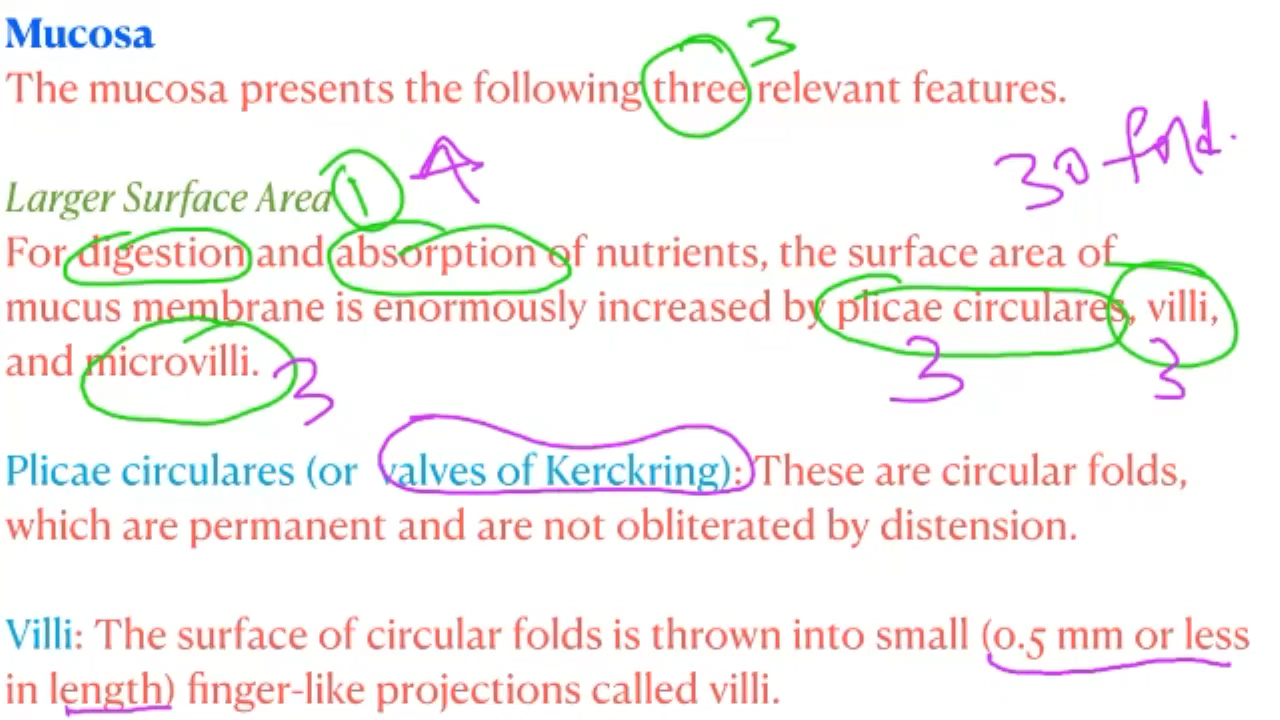 Mucosa
3
The mucosa presents the following three relevant features.
30 fold.
Larger Surface Area 1 A
For digestion and absorption of nutrients, the surface area of
mucus membrane is enormously increased by plicae circulares, villi,
and microvilli. 3 3 3
Plicae circulares (or valves of Kerckring): These are circular folds,
which are permanent and are not obliterated by distension.
Villi: The surface of circular folds is thrown into small (0.5 mm or less
in length) finger-like projections called villi.